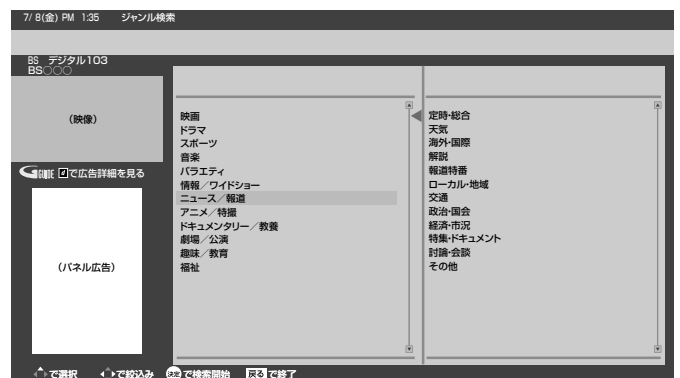 7/ 8(金) PM 1:35 ジャンル検索
BS デジタル103
BS○○○
(映像)
GUIDE dで広告詳細を見る
(パネル広告)
映画
ドラマ
スポーツ
音楽
バラエティ
情報／ワイドショー
ニュース／報道
アニメ／特撮
ドキュメンタリー／教養
劇場／公演
趣味／教育
福祉
定時・総合
天気
海外・国際
解説
報道特番
ローカル・地域
交通
政治・国会
経済・市況
特集・ドキュメント
討論・会談
その他
で選択 で絞込み 決定で検索開始 戻るで終了